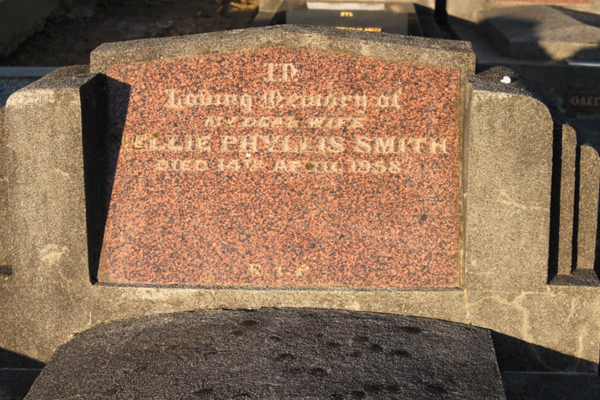 In
Loving Memory of
MY DEAR WIFE
ELLIE PHYLLIS SMITH
DIED 14TH APRIL 1958
R.I.P